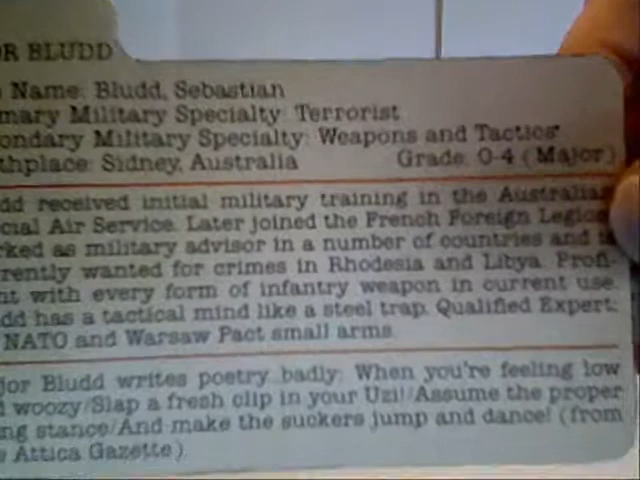 R BLUDD
Name: Bludd, Sebastian
mary Military Specialty: Terrorist
ondary Military Specialty: Weapons and Tactics
thplace: Sidney, Australia Grade: 0-4 (Major)
dd received initial military training in the Australian
cial Air Service. Later joined the French Foreign Legion
ked as military advisor in a number of countries and is
rently wanted for crimes in Rhodesia and Libya. Profi-
nt with every form of infantry weapon in current use.
dd has a tactical mind like a steel trap. Qualified Expert:
NATO and Warsaw Pact small arms.
jor Bludd writes poetry, badly: When you're feeling low
d woozy/Slap a fresh clip in your Uzi!/Assume the proper
ng stance/And make the suckers jump and dance! (from
e Attica Gazette).